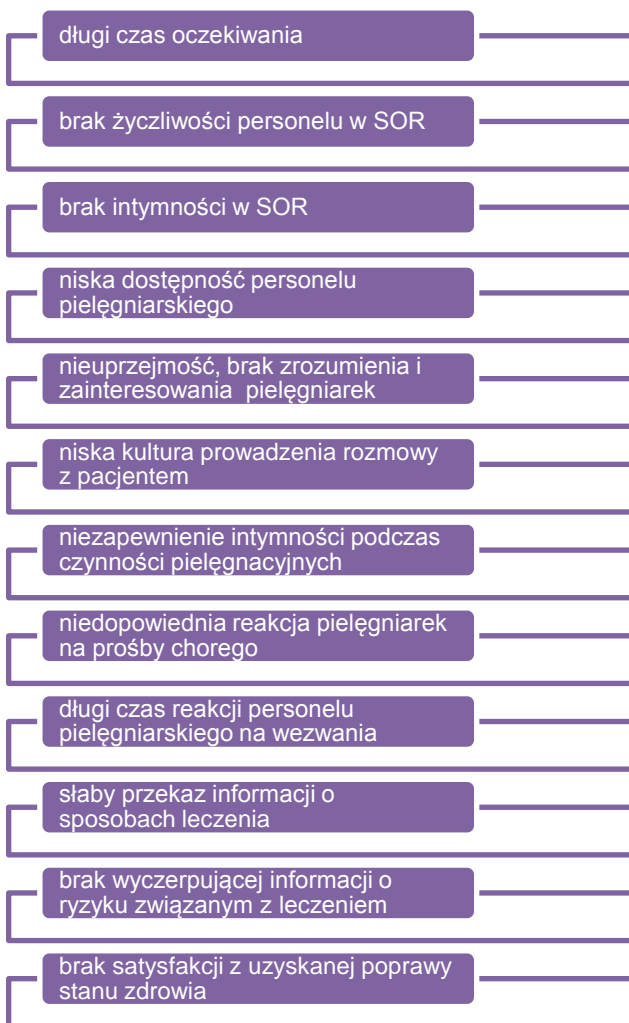 długi czas oczekiwania
brak życzliwości personelu w SOR
brak intymności w SOR
niska dostępność personelu
pielęgniarskiego
nieuprzejmość, brak zrozumienia i
zainteresowania pielęgniarek
niska kultura prowadzenia rozmowy
z pacjentem
niezapewnienie intymności podczas
czynności pielęgnacyjnych
niedopowiednia reakcja pielęgniarek
na prośby chorego
długi czas reakcji personelu
pielęgniarskiego na wezwania
słaby przekaz informacji o
sposobach leczenia
brak wyczerpującej informacji o
ryzyku związanym z leczeniem
brak satysfakcji z uzyskanej poprawy
stanu zdrowia